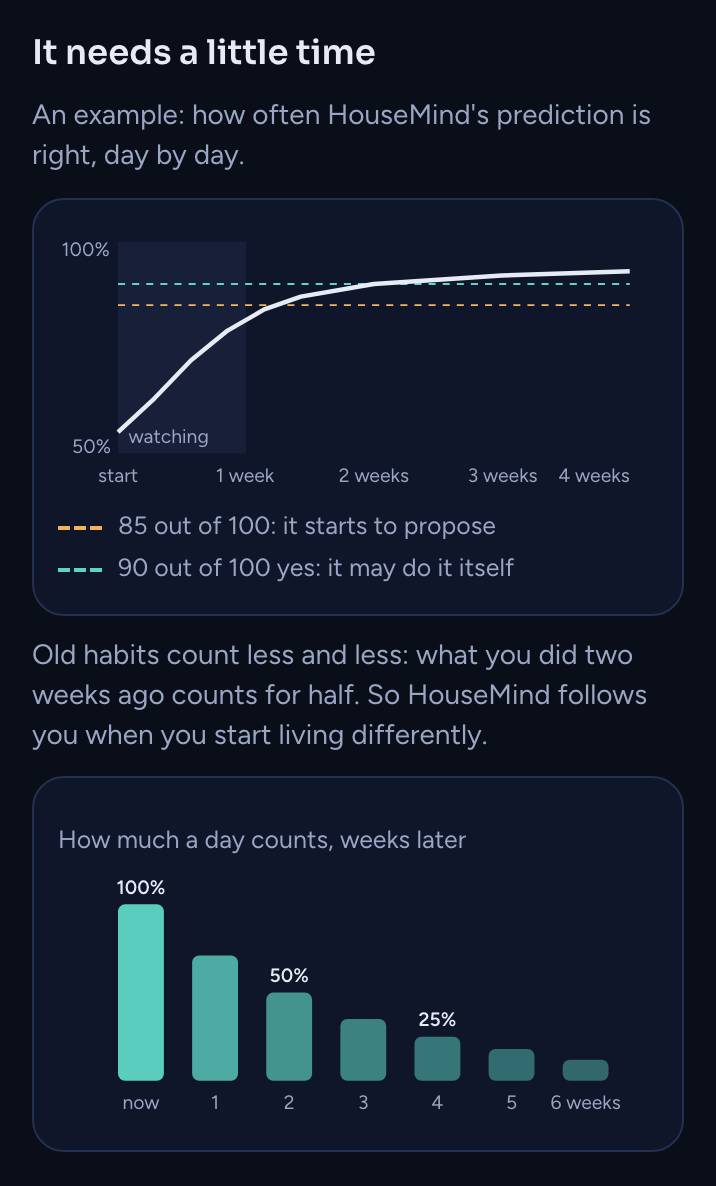 It needs a little time
An example: how often HouseMind's prediction is
right, day by day.
100%
50%
watching
start 1 week 2 weeks 3 weeks 4 weeks
85 out of 100: it starts to propose
90 out of 100 yes: it may do it itself
Old habits count less and less: what you did two
weeks ago counts for half. So HouseMind follows
you when you start living differently.
How much a day counts, weeks later
100%
50%
25%
now 1 2 3 4 5 6 weeks